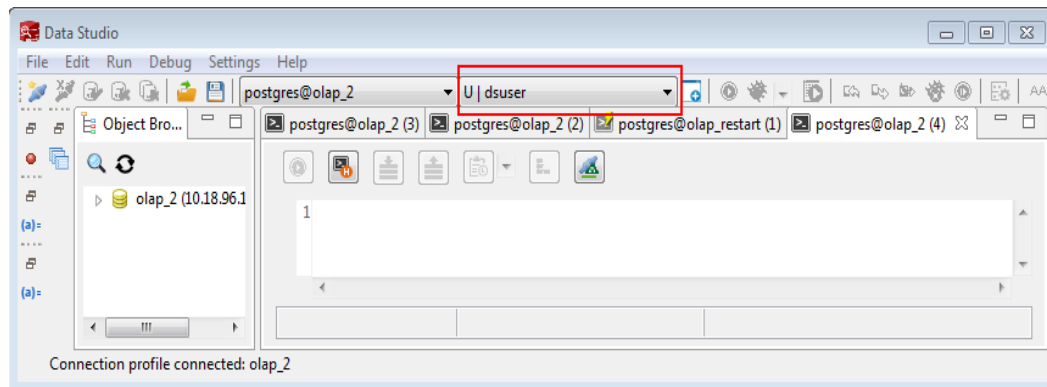 Data Studio
File Edit Run Debug Settings Help
postgres@olap_2 U | dsuser AA
Object Bro... postgres@olap_2 (3) postgres@olap_2 (2) postgres@olap_restart (1) postgres@olap_2 (4)
olap_2 (10.18.96.1
1
(a)=
(a)=
Connection profile connected: olap_2